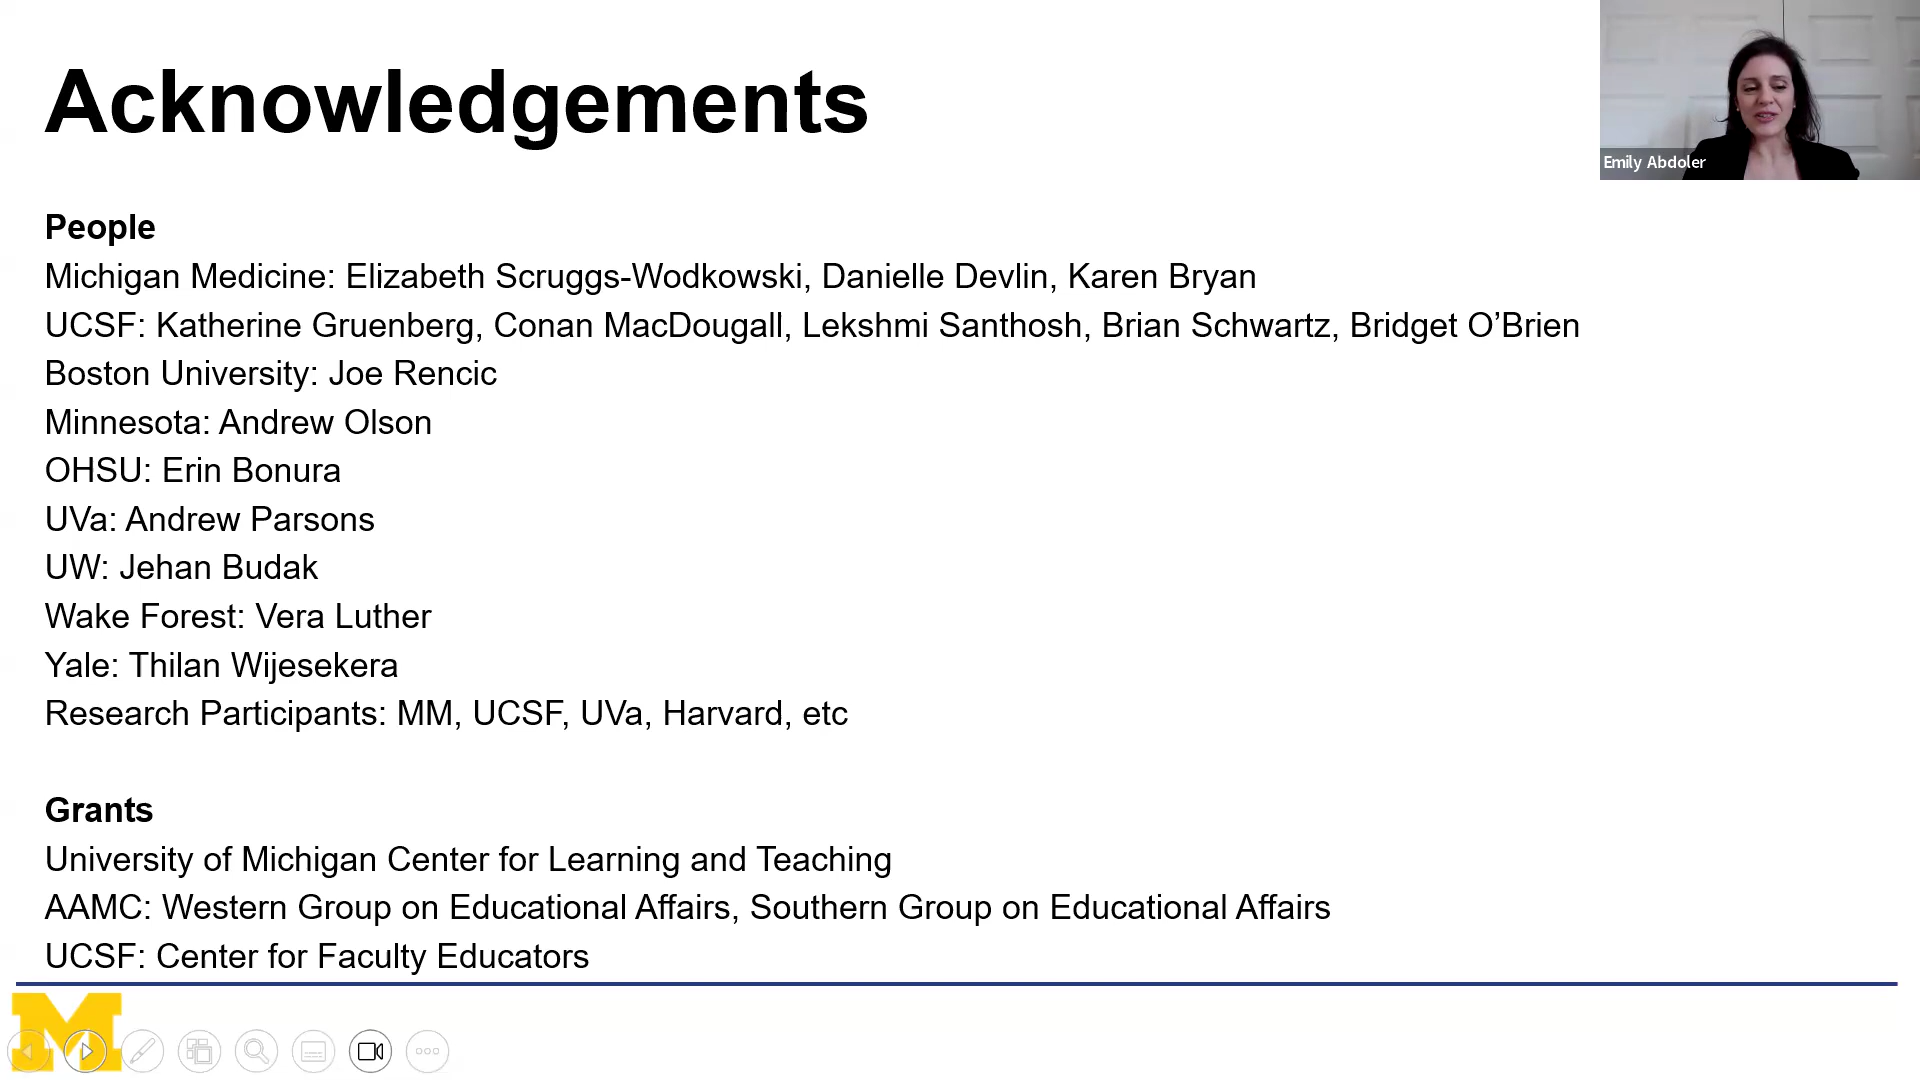 Acknowledgements
Emily Abdoler
People
Michigan Medicine: Elizabeth Scruggs-Wodkowski, Danielle Devlin, Karen Bryan
UCSF: Katherine Gruenberg, Conan MacDougall, Lekshmi Santhosh, Brian Schwartz, Bridget O’Brien
Boston University: Joe Rencic
Minnesota: Andrew Olson
OHSU: Erin Bonura
UVa: Andrew Parsons
UW: Jehan Budak
Wake Forest: Vera Luther
Yale: Thilan Wijesekera
Research Participants: MM, UCSF, UVa, Harvard, etc
Grants
University of Michigan Center for Learning and Teaching
AAMC: Western Group on Educational Affairs, Southern Group on Educational Affairs
UCSF: Center for Faculty Educators
M